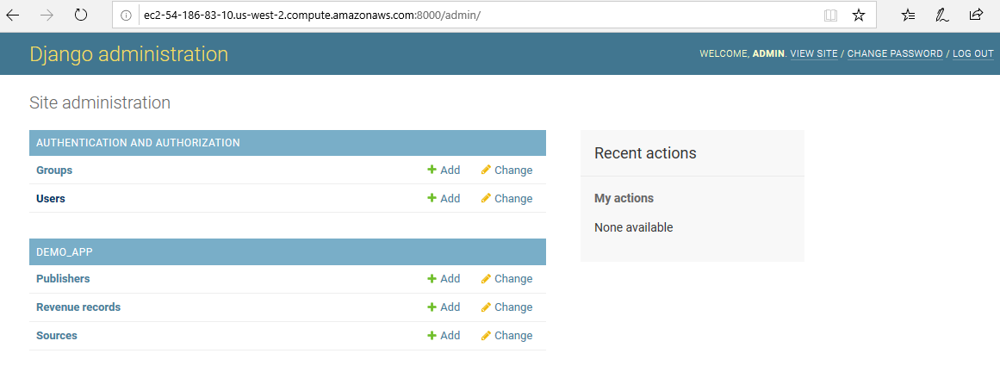 ec2-54-186-83-10.us-west-2.compute.amazonaws.com:8000/admin/
Django administration
WELCOME, ADMIN. VIEW SITE / CHANGE PASSWORD / LOG OUT
Site administration
AUTHENTICATION AND AUTHORIZATION
Groups Add Change
Users Add Change
DEMO_APP
Publishers Add Change
Revenue records Add Change
Sources Add Change
Recent actions
My actions
None available